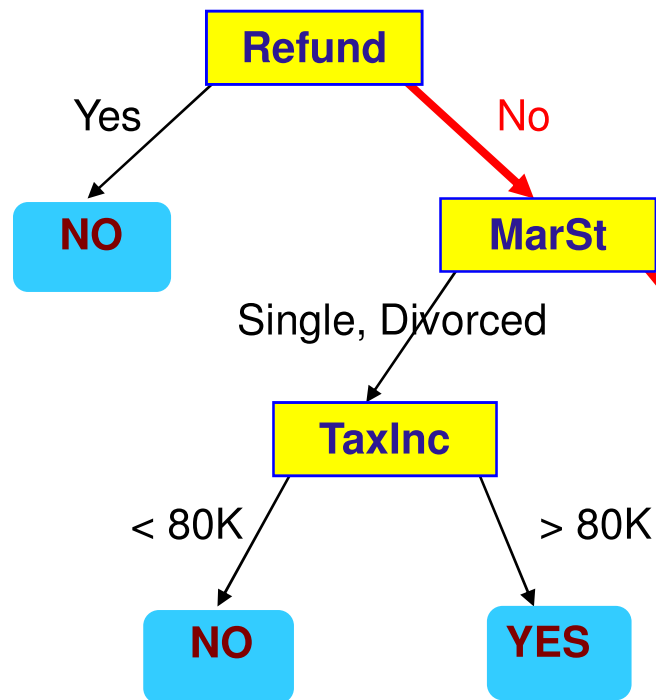 Refund
Yes
No
NO
MarSt
Single, Divorced
TaxInc
< 80K
> 80K
NO
YES